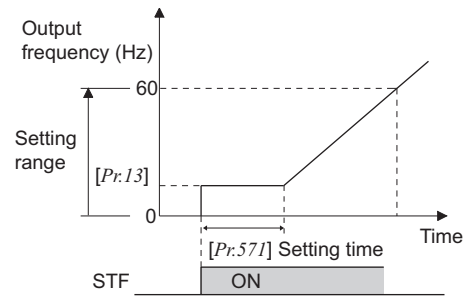 Output
frequency (Hz)
60
Setting
range
[Pr.13]
0
Time
[Pr.571] Setting time
STF
ON